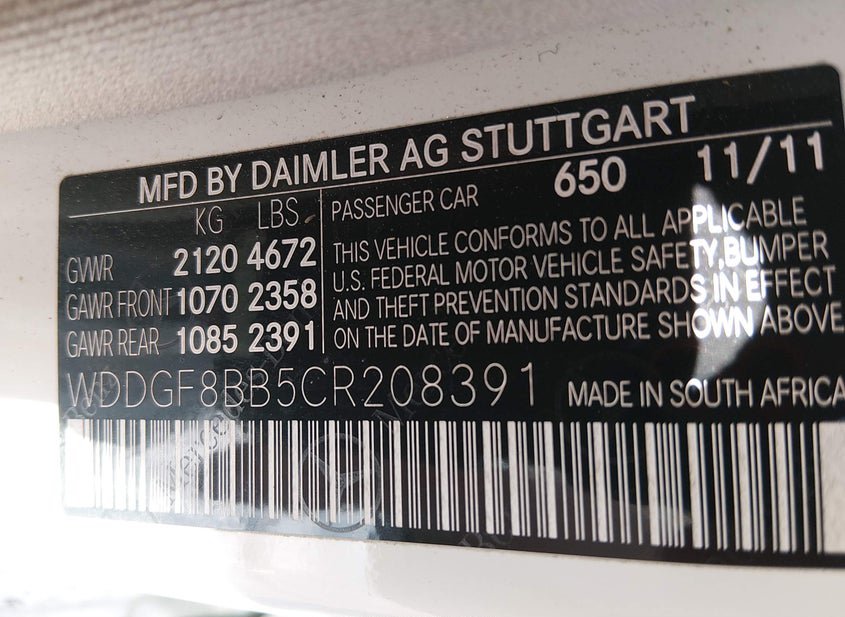 MFD BY DAIMLER AG STUTTGART
KG LBS
GVWR 2120 4672
GAWR FRONT 1070 2358
GAWR REAR 1085 2391
PASSENGER CAR 650 11/11
THIS VEHICLE CONFORMS TO ALL APPLICABLE
U.S. FEDERAL MOTOR VEHICLE SAFETY,BUMPER
AND THEFT PREVENTION STANDARDS IN EFFECT
ON THE DATE OF MANUFACTURE SHOWN ABOVE
WDDGF8BB5CR208391 MADE IN SOUTH AFRICA